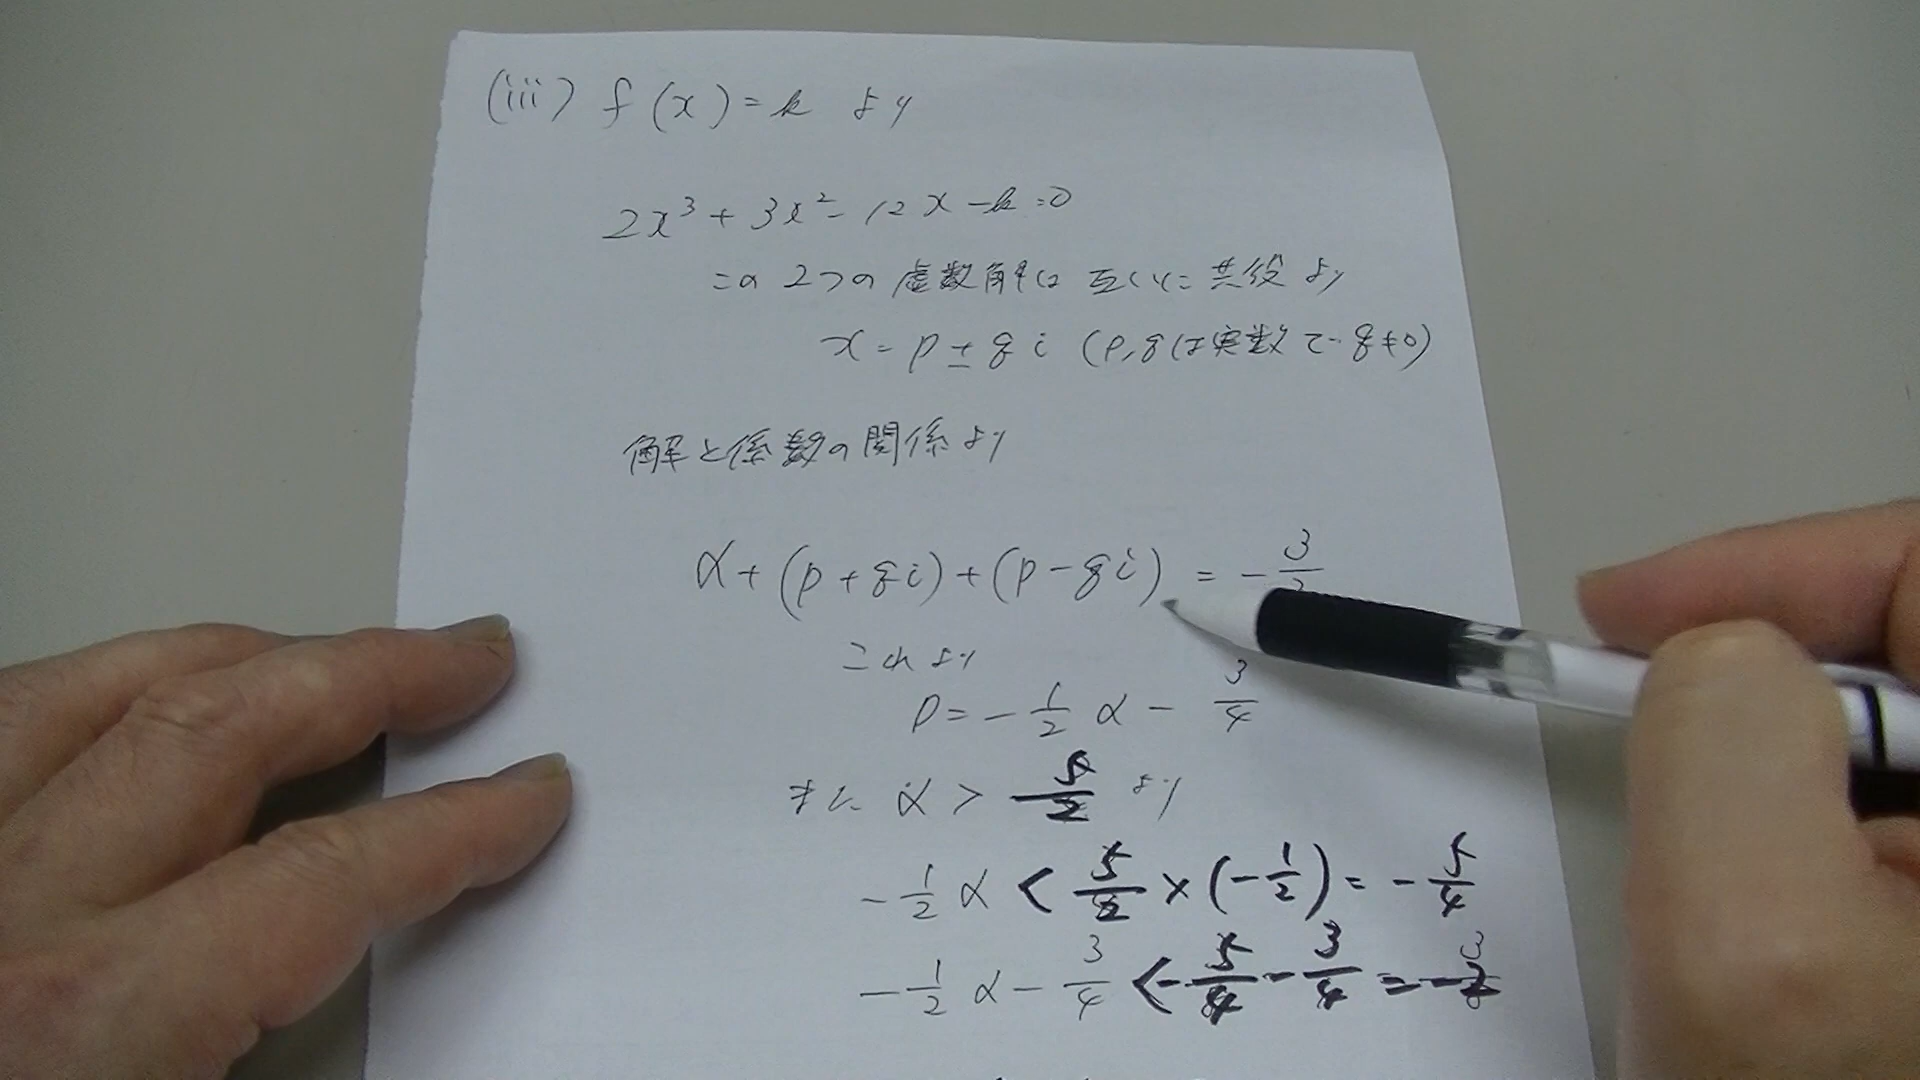 (iii) f(x)=k より
2x³+3x²-12x-k=0
この2つの虚数解は互いに共役より
x=p±qi (p,qは実数で q≠0)
解と係数の関係より
α+(p+qi)+(p-qi)=-3/2
これより
p=-1/2 α-3/4
また α>5/2 より
-1/2 α<5/2×(-1/2)=-5/4
-1/2 α-3/4<-5/4-3/4=-2